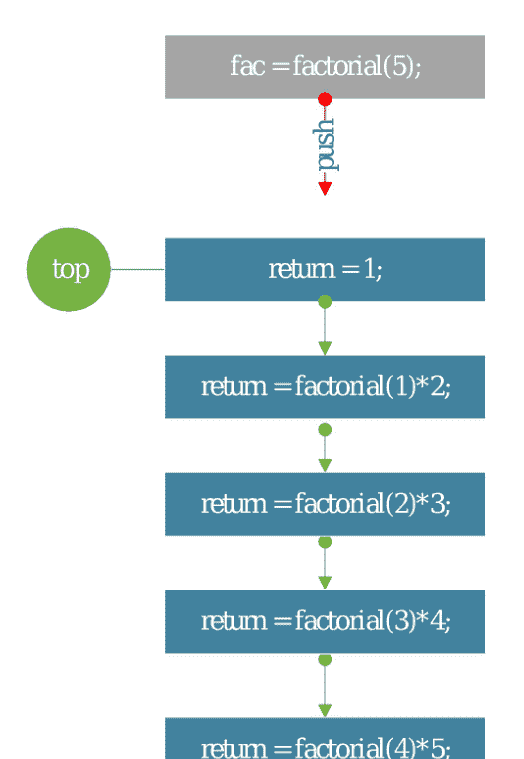 fac = factorial(5);
push
top
return = 1;
return = factorial(1)*2;
return = factorial(2)*3;
return = factorial(3)*4;
return = factorial(4)*5;